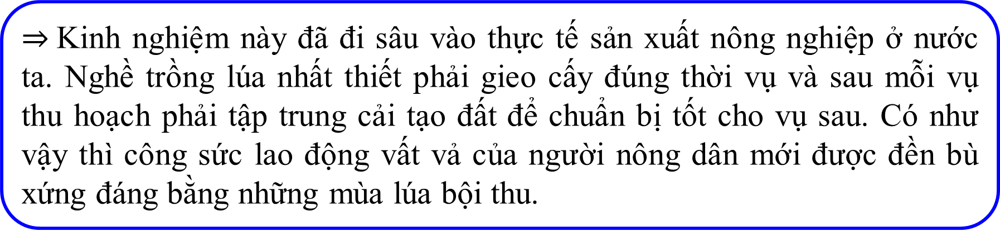 ⇒ Kinh nghiệm này đã đi sâu vào thực tế sản xuất nông nghiệp ở nước
ta. Nghề trồng lúa nhất thiết phải gieo cấy đúng thời vụ và sau mỗi vụ
thu hoạch phải tập trung cải tạo đất để chuẩn bị tốt cho vụ sau. Có như
vậy thì công sức lao động vất vả của người nông dân mới được đền bù
xứng đáng bằng những mùa lúa bội thu.